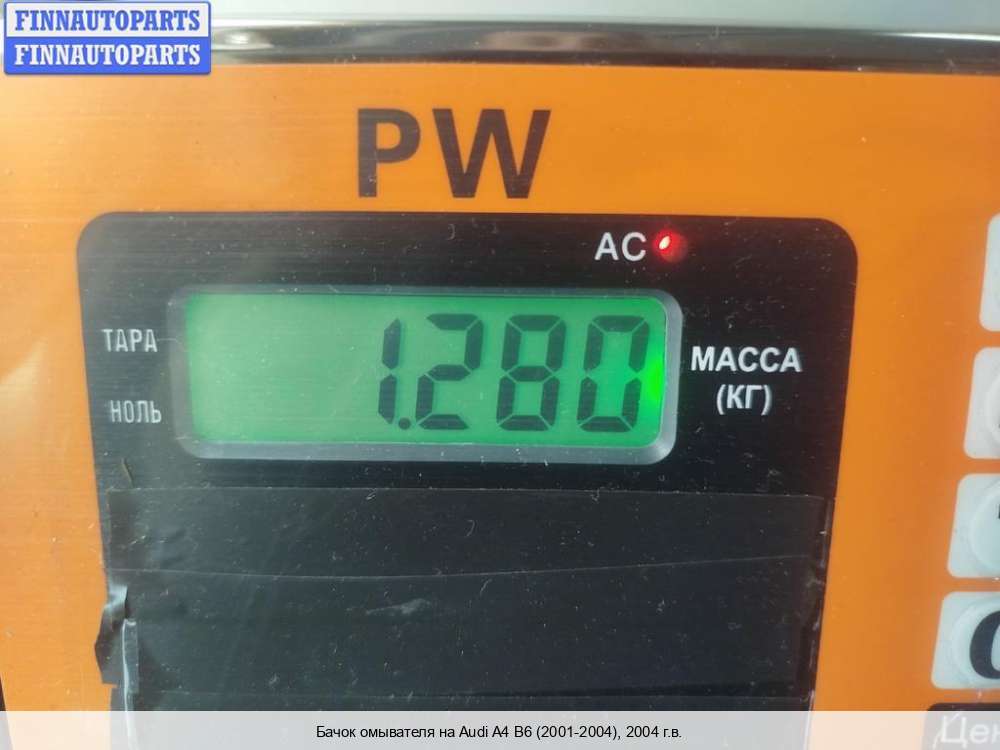 FINNAUTOPARTS
FINNAUTOPARTS
PW
AC
ТАРА
1.280
МАССА
(КГ)
НОЛЬ
Бачок омывателя на Audi A4 B6 (2001-2004), 2004 г.в.